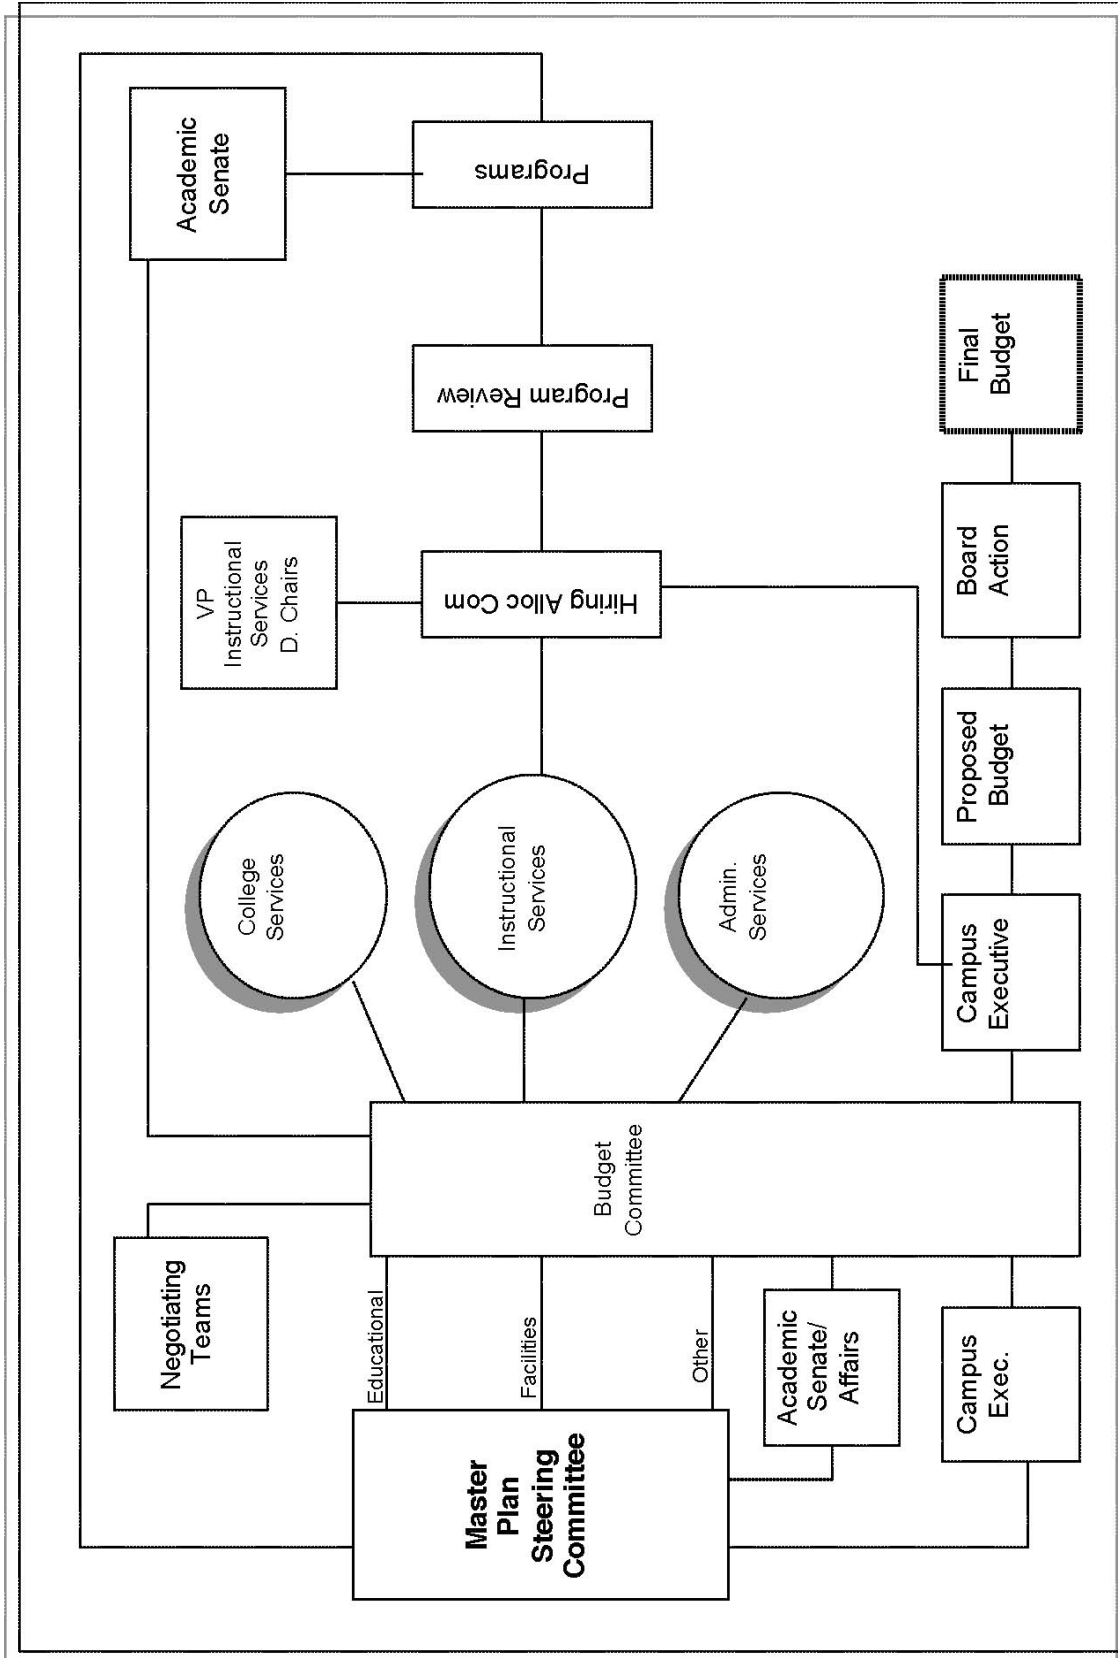 Negotiating
Teams
Academic
Senate
VP
Instructional
Services
D. Chairs
College
Services
Master
Plan
Steering
Committee
Educational
Facilities
Other
Budget
Committee
Instructional
Services
Hiring Alloc Com
Program Review
Programs
Admin.
Services
Academic
Senate/
Affairs
Campus
Exec.
Campus
Executive
Proposed
Budget
Board
Action
Final
Budget